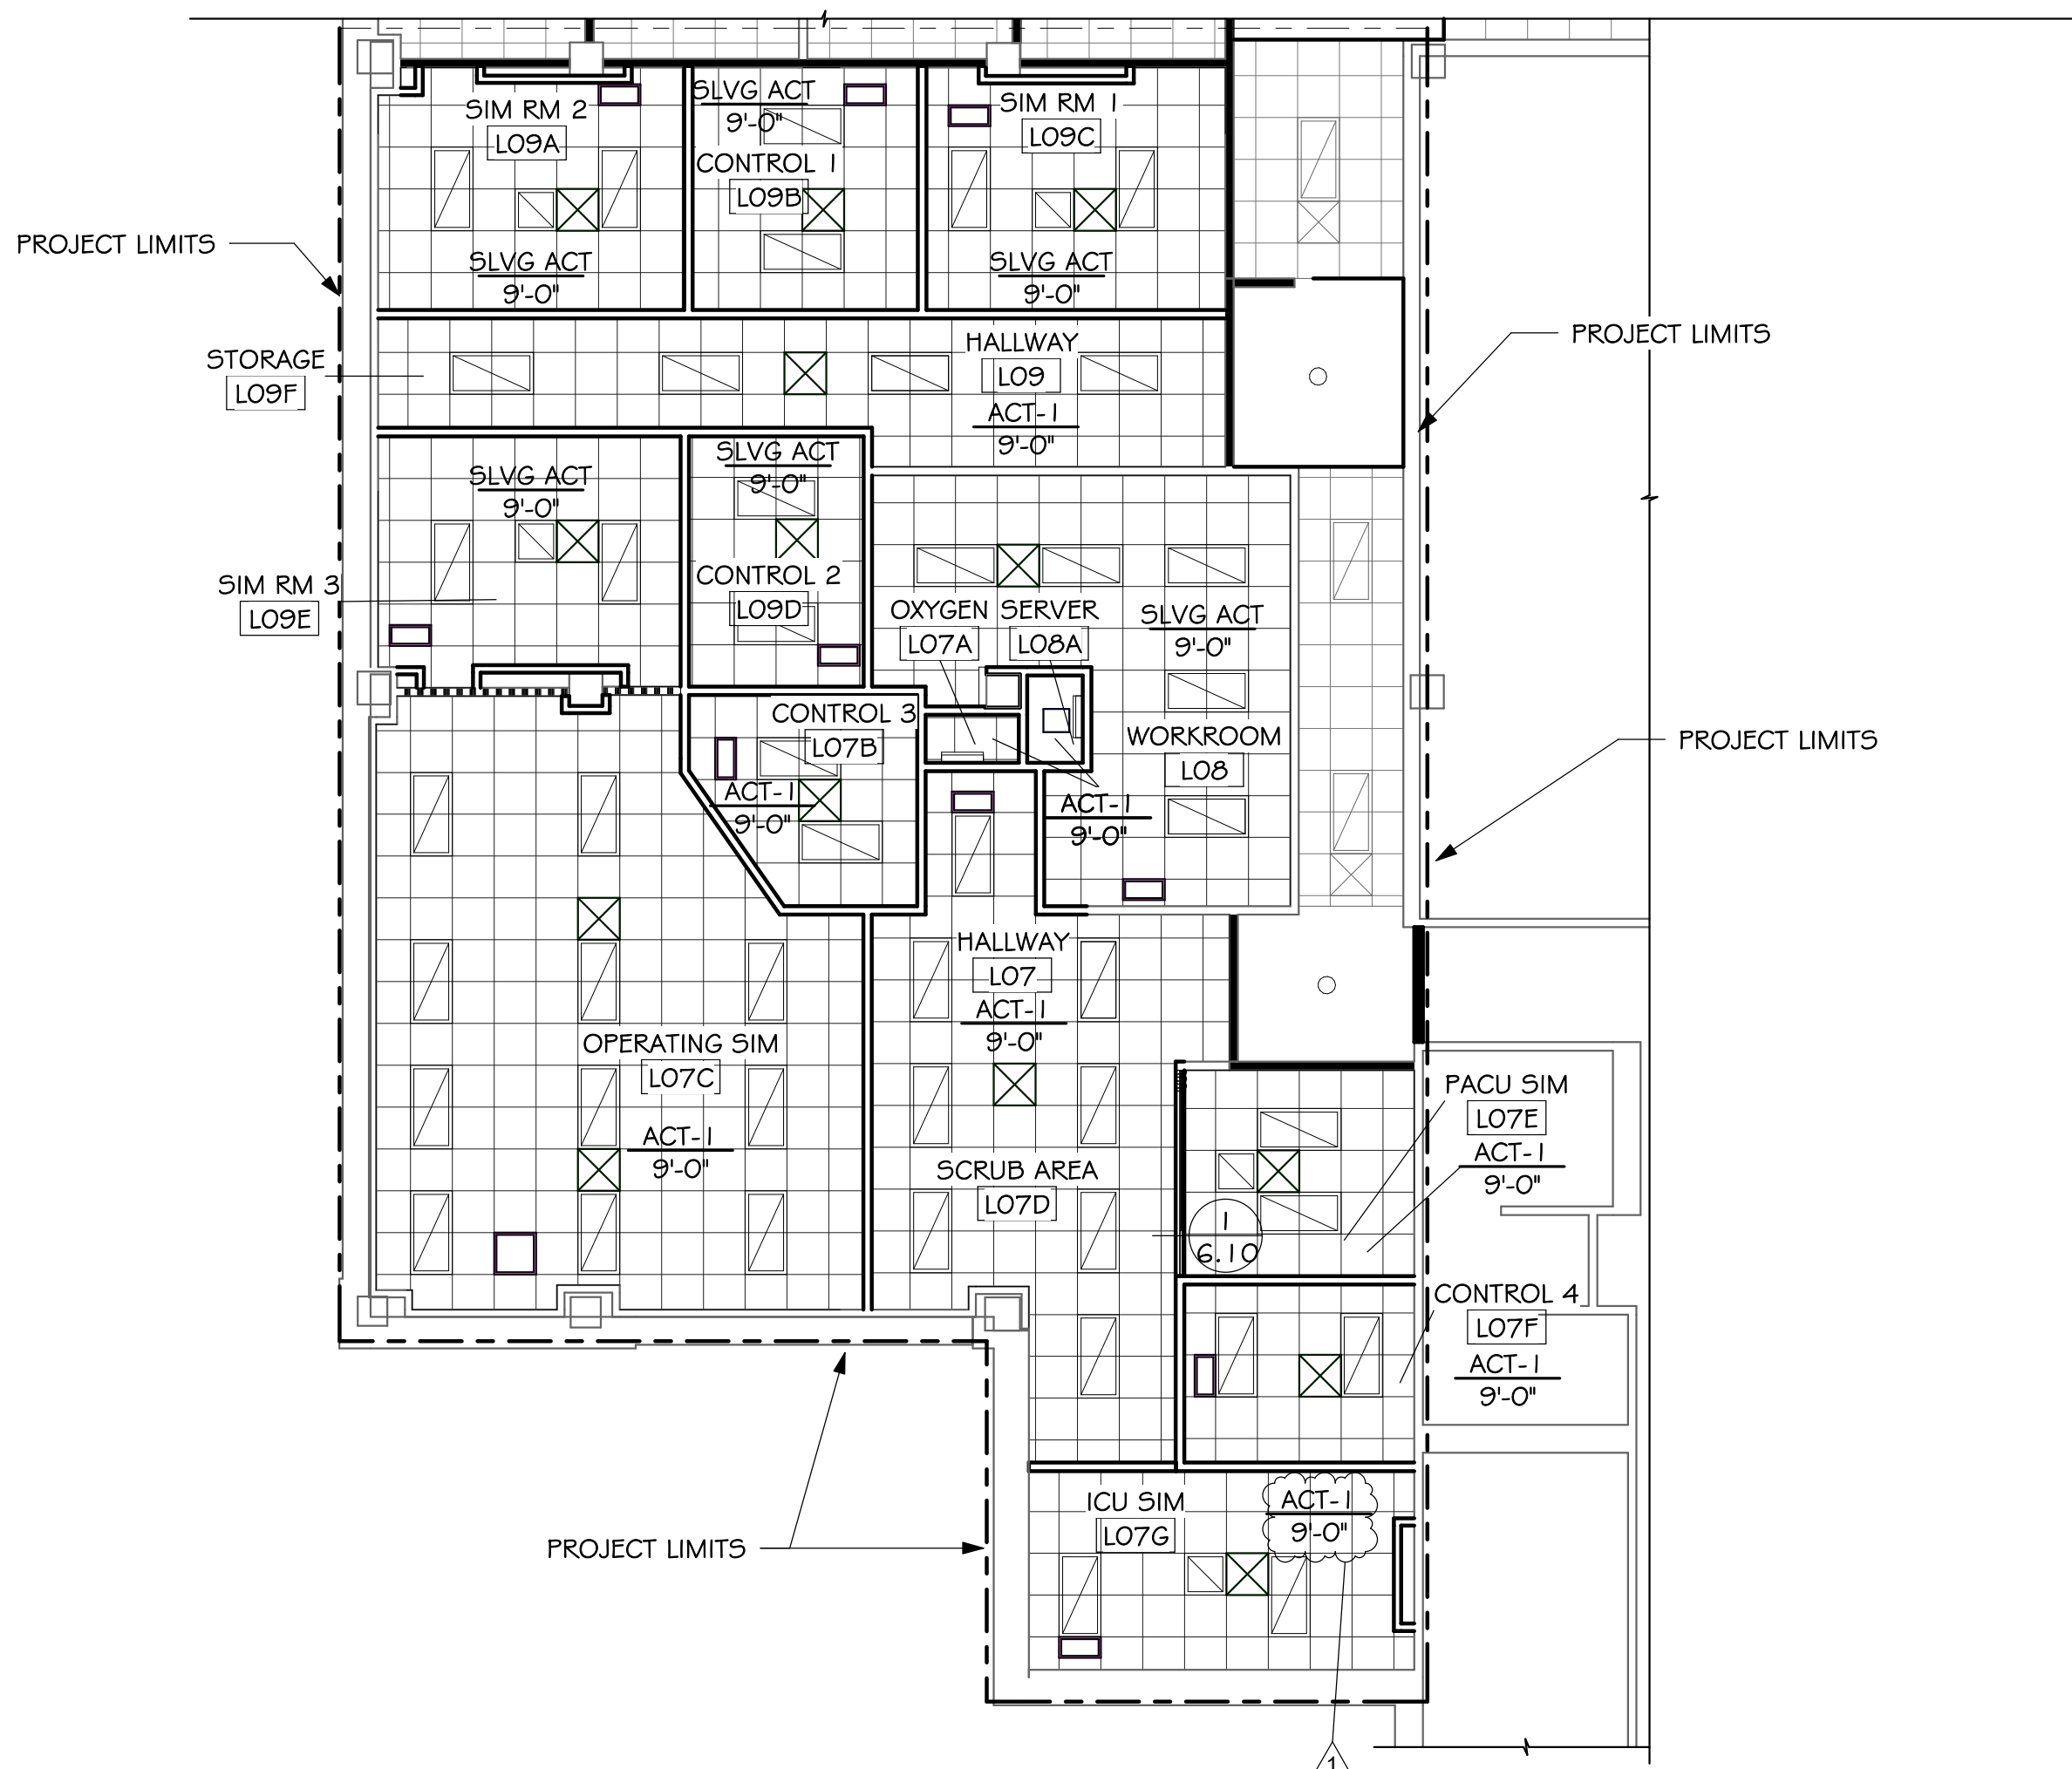 SIM RM 2
L09A
SLVG ACT
9'-0"
SLVG ACT
9'-0"
CONTROL 1
L09B
SIM RM 1
L09C
SLVG ACT
9'-0"
PROJECT LIMITS
STORAGE
L09F
HALLWAY
L09
ACT-1
9'-0"
PROJECT LIMITS
SLVG ACT
9'-0"
SIM RM 3
L09E
SLVG ACT
9'-0"
CONTROL 2
L09D
OXYGEN
L07A
SERVER
L08A
SLVG ACT
9'-0"
CONTROL 3
L07B
ACT-1
9'-0"
WORKROOM
L08
ACT-1
9'-0"
PROJECT LIMITS
HALLWAY
L07
ACT-1
9'-0"
OPERATING SIM
L07C
ACT-1
9'-0"
SCRUB AREA
L07D
1
6.10
PACU SIM
L07E
ACT-1
9'-0"
CONTROL 4
L07F
ACT-1
9'-0"
ICU SIM
L07G
ACT-1
9'-0"
PROJECT LIMITS
1